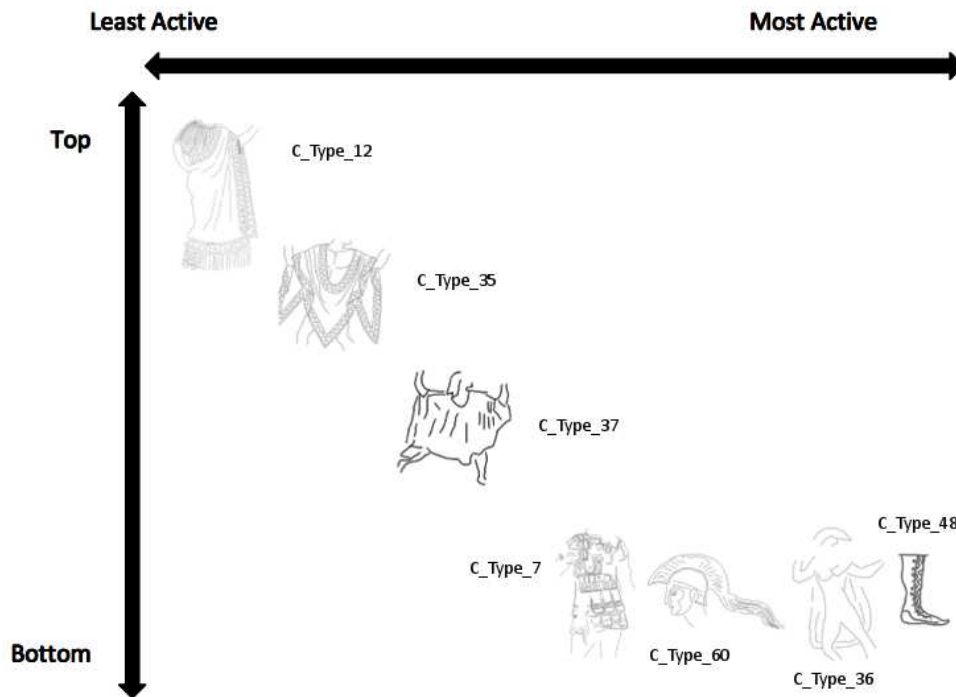 Least Active
Most Active
Top
C_Type_12
C_Type_35
C_Type_37
C_Type_48
C_Type_7
C_Type_60
Bottom
C_Type_36